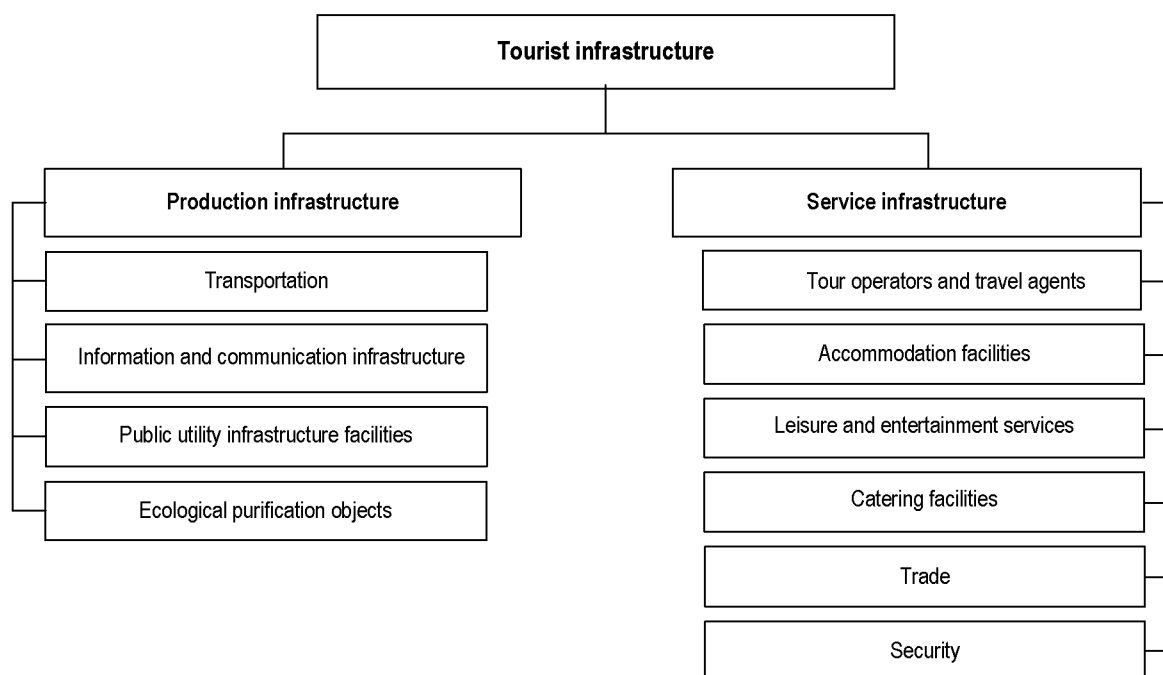 Tourist infrastructure
Production infrastructure
Transportation
Information and communication infrastructure
Public utility infrastructure facilities
Ecological purification objects
Service infrastructure
Tour operators and travel agents
Accommodation facilities
Leisure and entertainment services
Catering facilities
Trade
Security